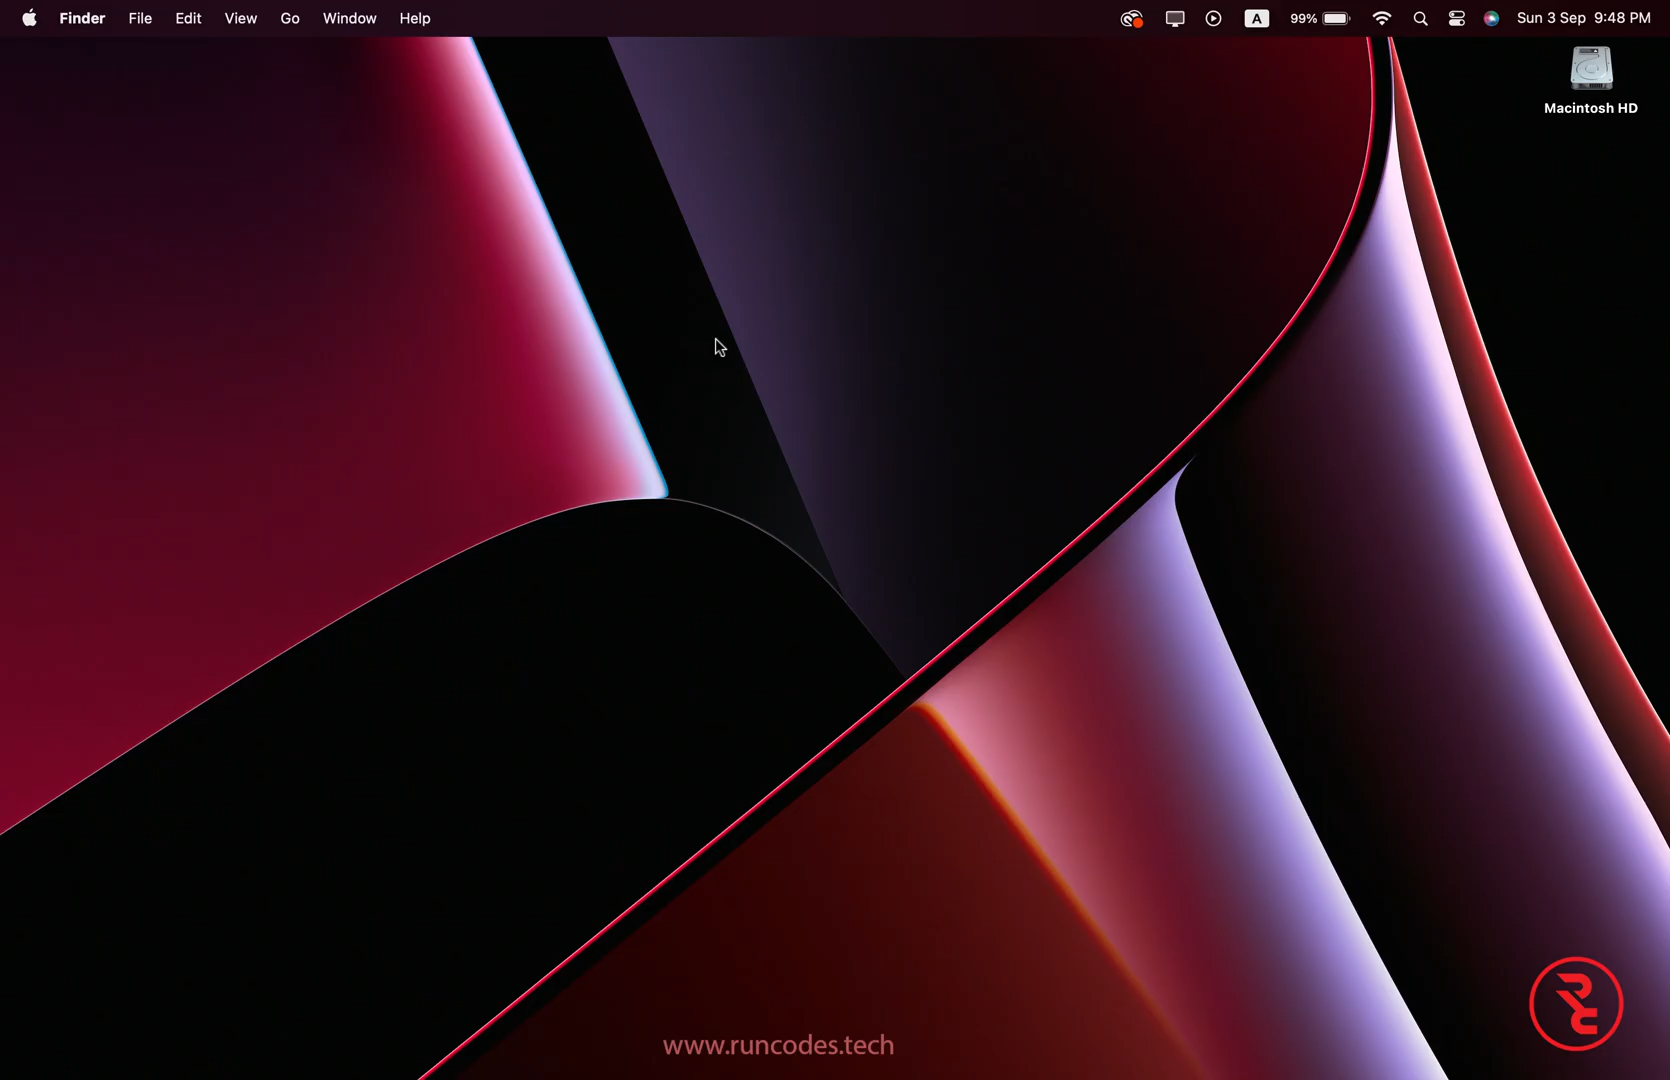 Finder File Edit View Go Window Help A 99% Sun 3 Sep 9:48 PM
Macintosh HD
www.runcodes.tech